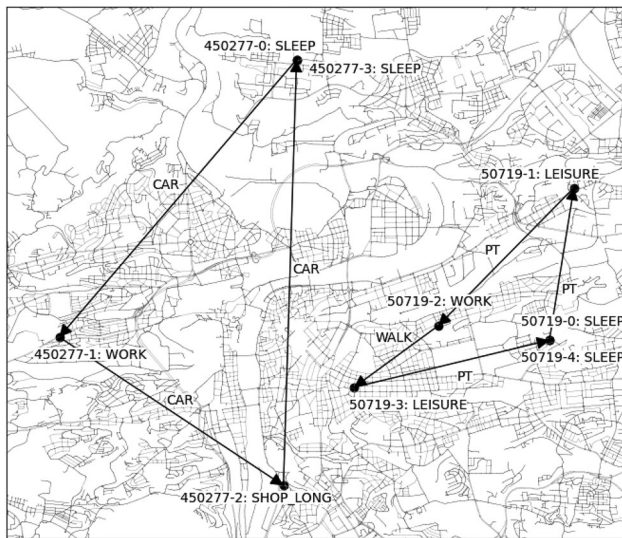 450277-0: SLEEP
450277-3: SLEEP
50719-1: LEISURE
CAR
PT
CAR
PT
50719-2: WORK
50719-0: SLEEP
WALK
450277-1: WORK
50719-4: SLEEP
PT
CAR
50719-3: LEISURE
450277-2: SHOP_LONG